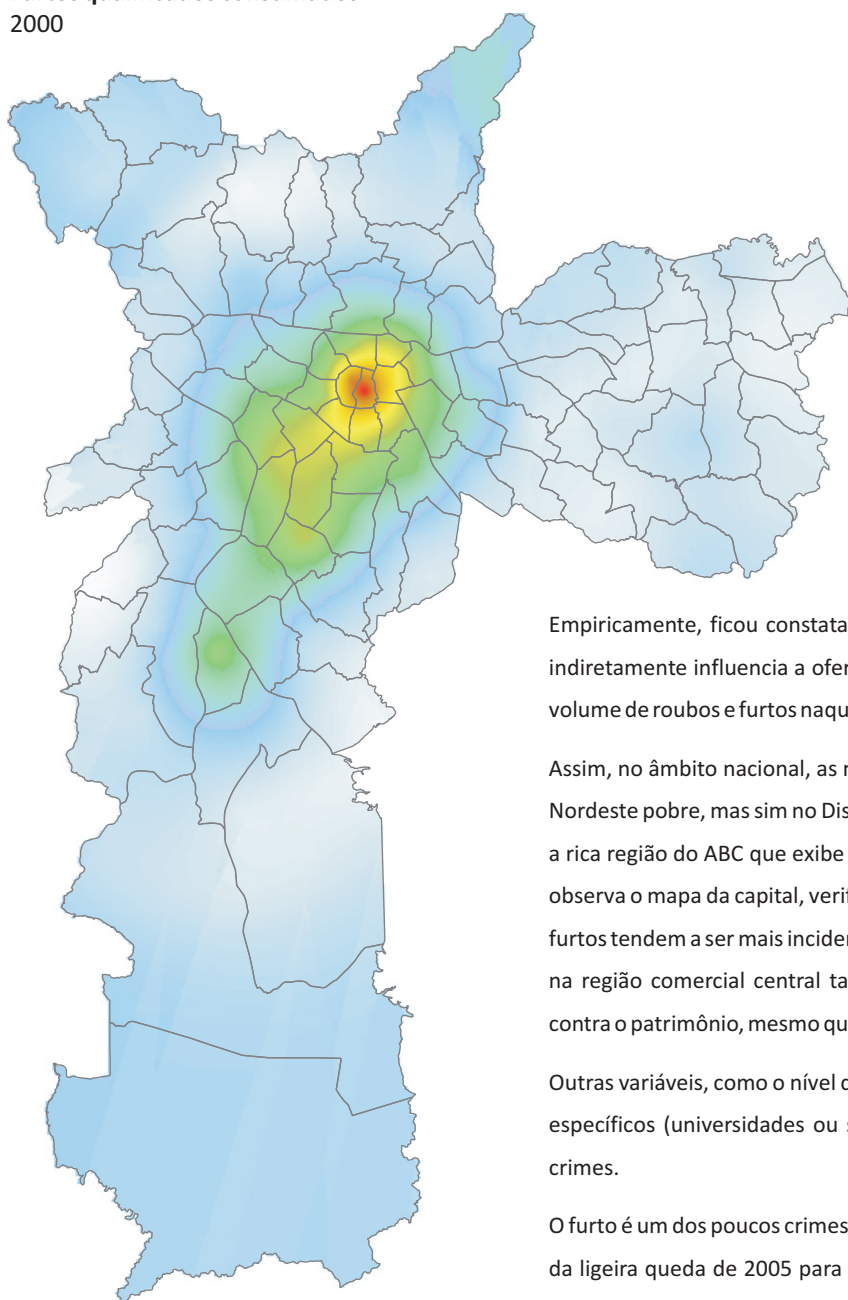 2000
Empiricamente, ficou constata
indiretamente influencia a ofer
volume de roubos e furtos naqu
Assim, no âmbito nacional, as r
Nordeste pobre, mas sim no Dis
a rica região do ABC que exibe
observa o mapa da capital, verif
furtos tendem a ser mais inciden
na região comercial central ta
contra o patrimônio, mesmo qu
Outras variáveis, como o nível d
específicos (universidades ou s
crimes.
O furto é um dos poucos crimes
da ligeira queda de 2005 para